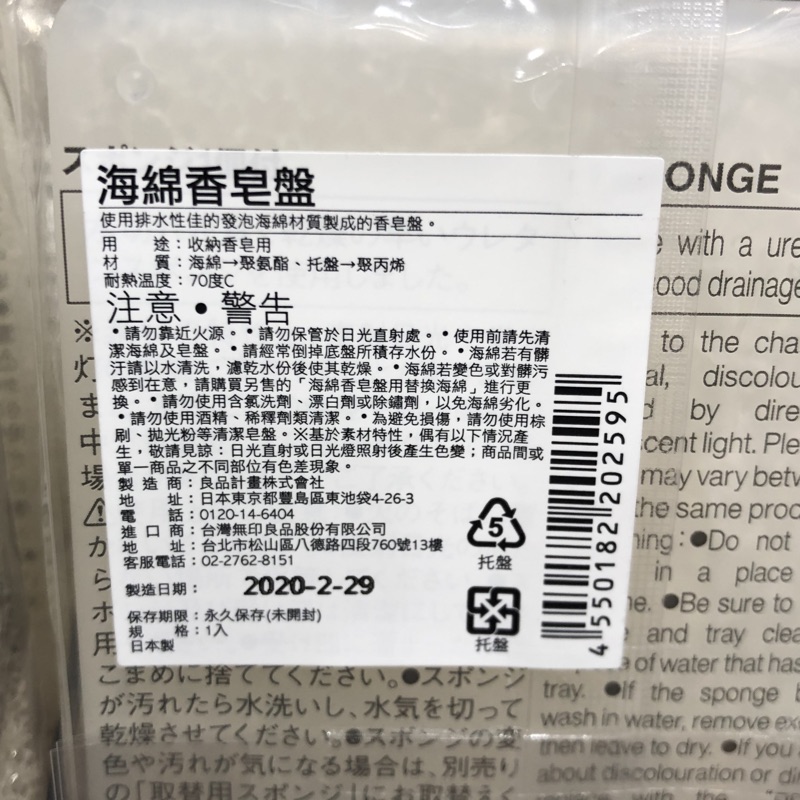 海綿香皂盤
使用排水性佳的發泡海綿材質製成的香皂盤。
用　途：收納香皂用
材　質：海綿→聚氨酯、托盤→聚丙烯
耐熱溫度：70度C
注意•警告
•請勿靠近火源。•請勿保管於日光直射處。•使用前請先清
潔海綿及皂盤。•請經常倒掉底盤所積存水份。•海綿若有髒
汙請以水清洗，濾乾水份後使其乾燥。•海綿若變色或對髒污
感到在意，請購買另售的「海綿香皂盤用替換海綿」進行更
換。•請勿使用含氯洗劑、漂白劑或除鏽劑，以免海綿劣化。
•請勿使用酒精、稀釋劑類清潔。•為避免損傷，請勿使用棕
刷、拋光粉等清潔皂盤。※基於素材特性，偶有以下情況產
生，敬請見諒：日光直射或日光燈照射後產生色變；商品間或
單一商品之不同部位有色差現象。
製造商：良品計畫株式會社
地　址：日本東京都豐島區東池袋4-26-3
電　話：0120-14-6404
進口商：台灣無印良品股份有限公司
地　址：台北市松山區八德路四段760號13樓
客服電話：02-2762-8151
製造日期：2020-2-29
保存期限：永久保存(未開封)
規　格：1入
日本製
5
托盤
托盤
4550182202595
ONGE
with a ure
ood drainage
to the cha
al, discolou
by dire
scent light. Ple
may vary betw
the same prod
ning:●Do not
in a place
ne. ●Be sure to
and tray clea
of water that has
tray. ●If the sponge b
wash in water, remove exc
then leave to dry. ●If you
about discolouration or di
こまめに捨ててください。●スポンジ
が汚れたら水洗いし、水気を切って
乾燥させてください。●スポンジの変
色や汚れが気になる場合は、別売り
の「取替用スポンジ」にお取替えく